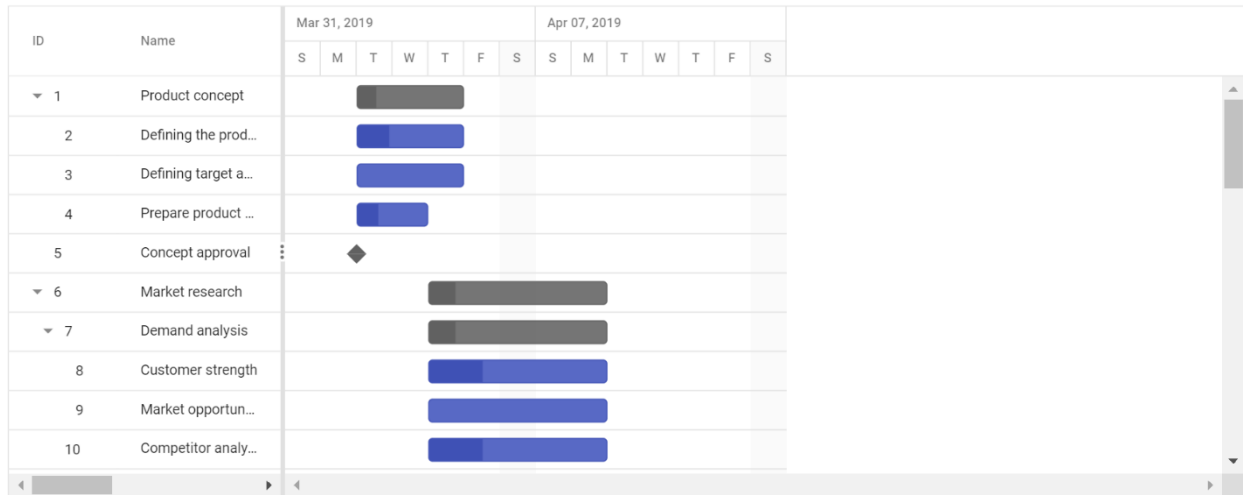 ID Name Mar 31, 2019 Apr 07, 2019
S M T W T F S S M T W T F S
1 Product concept
2 Defining the prod...
3 Defining target a...
4 Prepare product ...
5 Concept approval
6 Market research
7 Demand analysis
8 Customer strength
9 Market opportun...
10 Competitor analy...